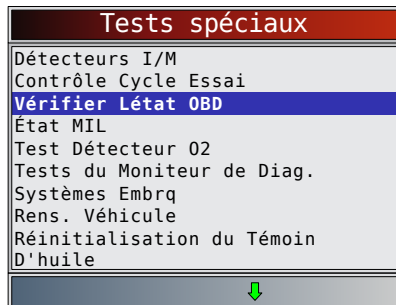 Tests spéciaux
Détecteurs I/M
Contrôle Cycle Essai
Vérifier Létat OBD
État MIL
Test Détecteur O2
Tests du Moniteur de Diag.
Systèmes Embrq
Rens. Véhicule
Réinitialisation du Témoin
D'huile